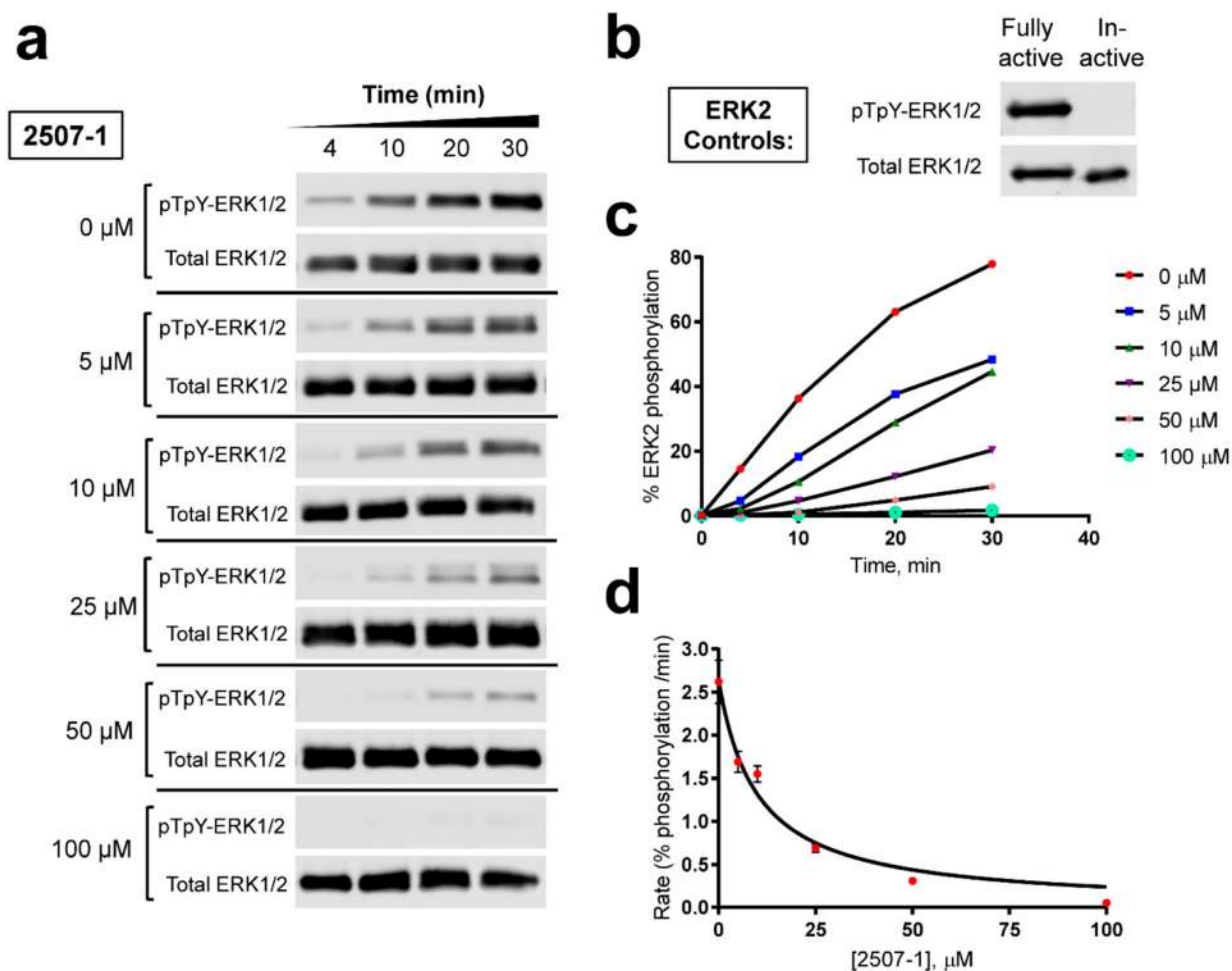 a
2507-1
Time (min)
4 10 20 30
0 µM
pTpY-ERK1/2
Total ERK1/2
5 µM
pTpY-ERK1/2
Total ERK1/2
10 µM
pTpY-ERK1/2
Total ERK1/2
25 µM
pTpY-ERK1/2
Total ERK1/2
50 µM
pTpY-ERK1/2
Total ERK1/2
100 µM
pTpY-ERK1/2
Total ERK1/2
b
ERK2
Controls:
Fully
active
In-
active
pTpY-ERK1/2
Total ERK1/2
c
% ERK2 phosphorylation
80
60
40
20
0
0 10 20 30 40
Time, min
0 µM
5 µM
10 µM
25 µM
50 µM
100 µM
d
Rate (% phosphorylation /min)
3.0
2.5
2.0
1.5
1.0
0.5
0.0
0 25 50 75 100
[2507-1], µM